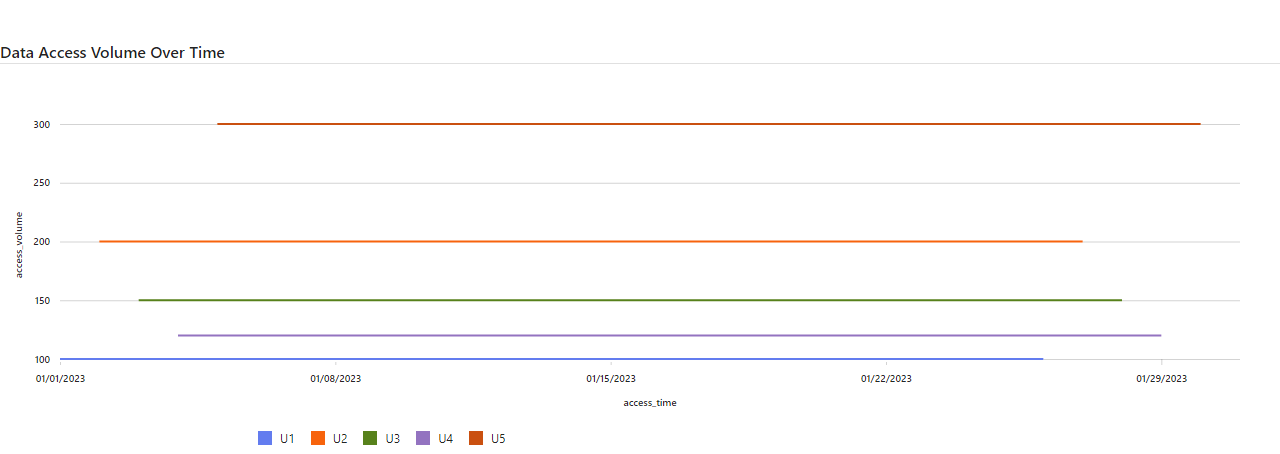 Data Access Volume Over Time
300
250
200
150
100
access_volume
01/01/2023 01/08/2023 01/15/2023 01/22/2023 01/29/2023
access_time
U1 U2 U3 U4 U5